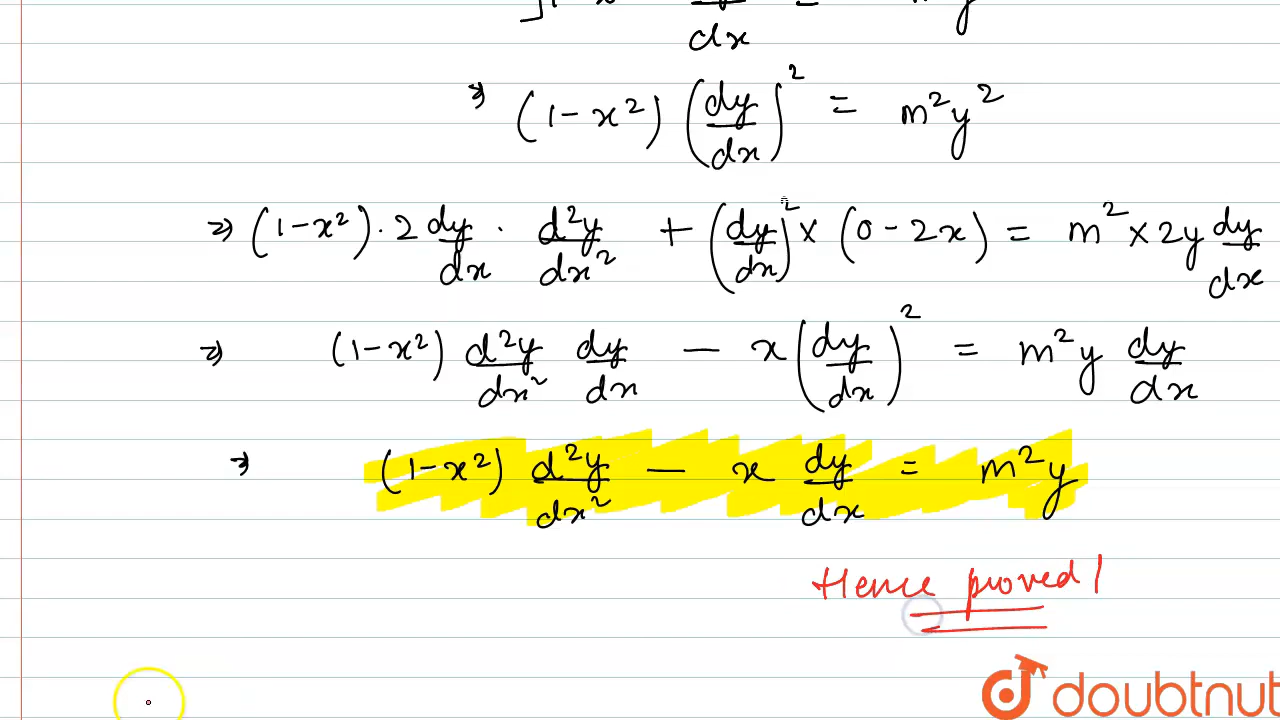 dx
⇒ (1-x²) (dy/dx)² = m²y²
⇒ (1-x²) · 2 dy/dx · d²y/dx² + (dy/dx)² × (0-2x) = m² × 2y dy/dx
⇒ (1-x²) d²y/dx² dy/dx - x (dy/dx)² = m²y dy/dx
⇒ (1-x²) d²y/dx² - x dy/dx = m²y
Hence proved
doubtnut